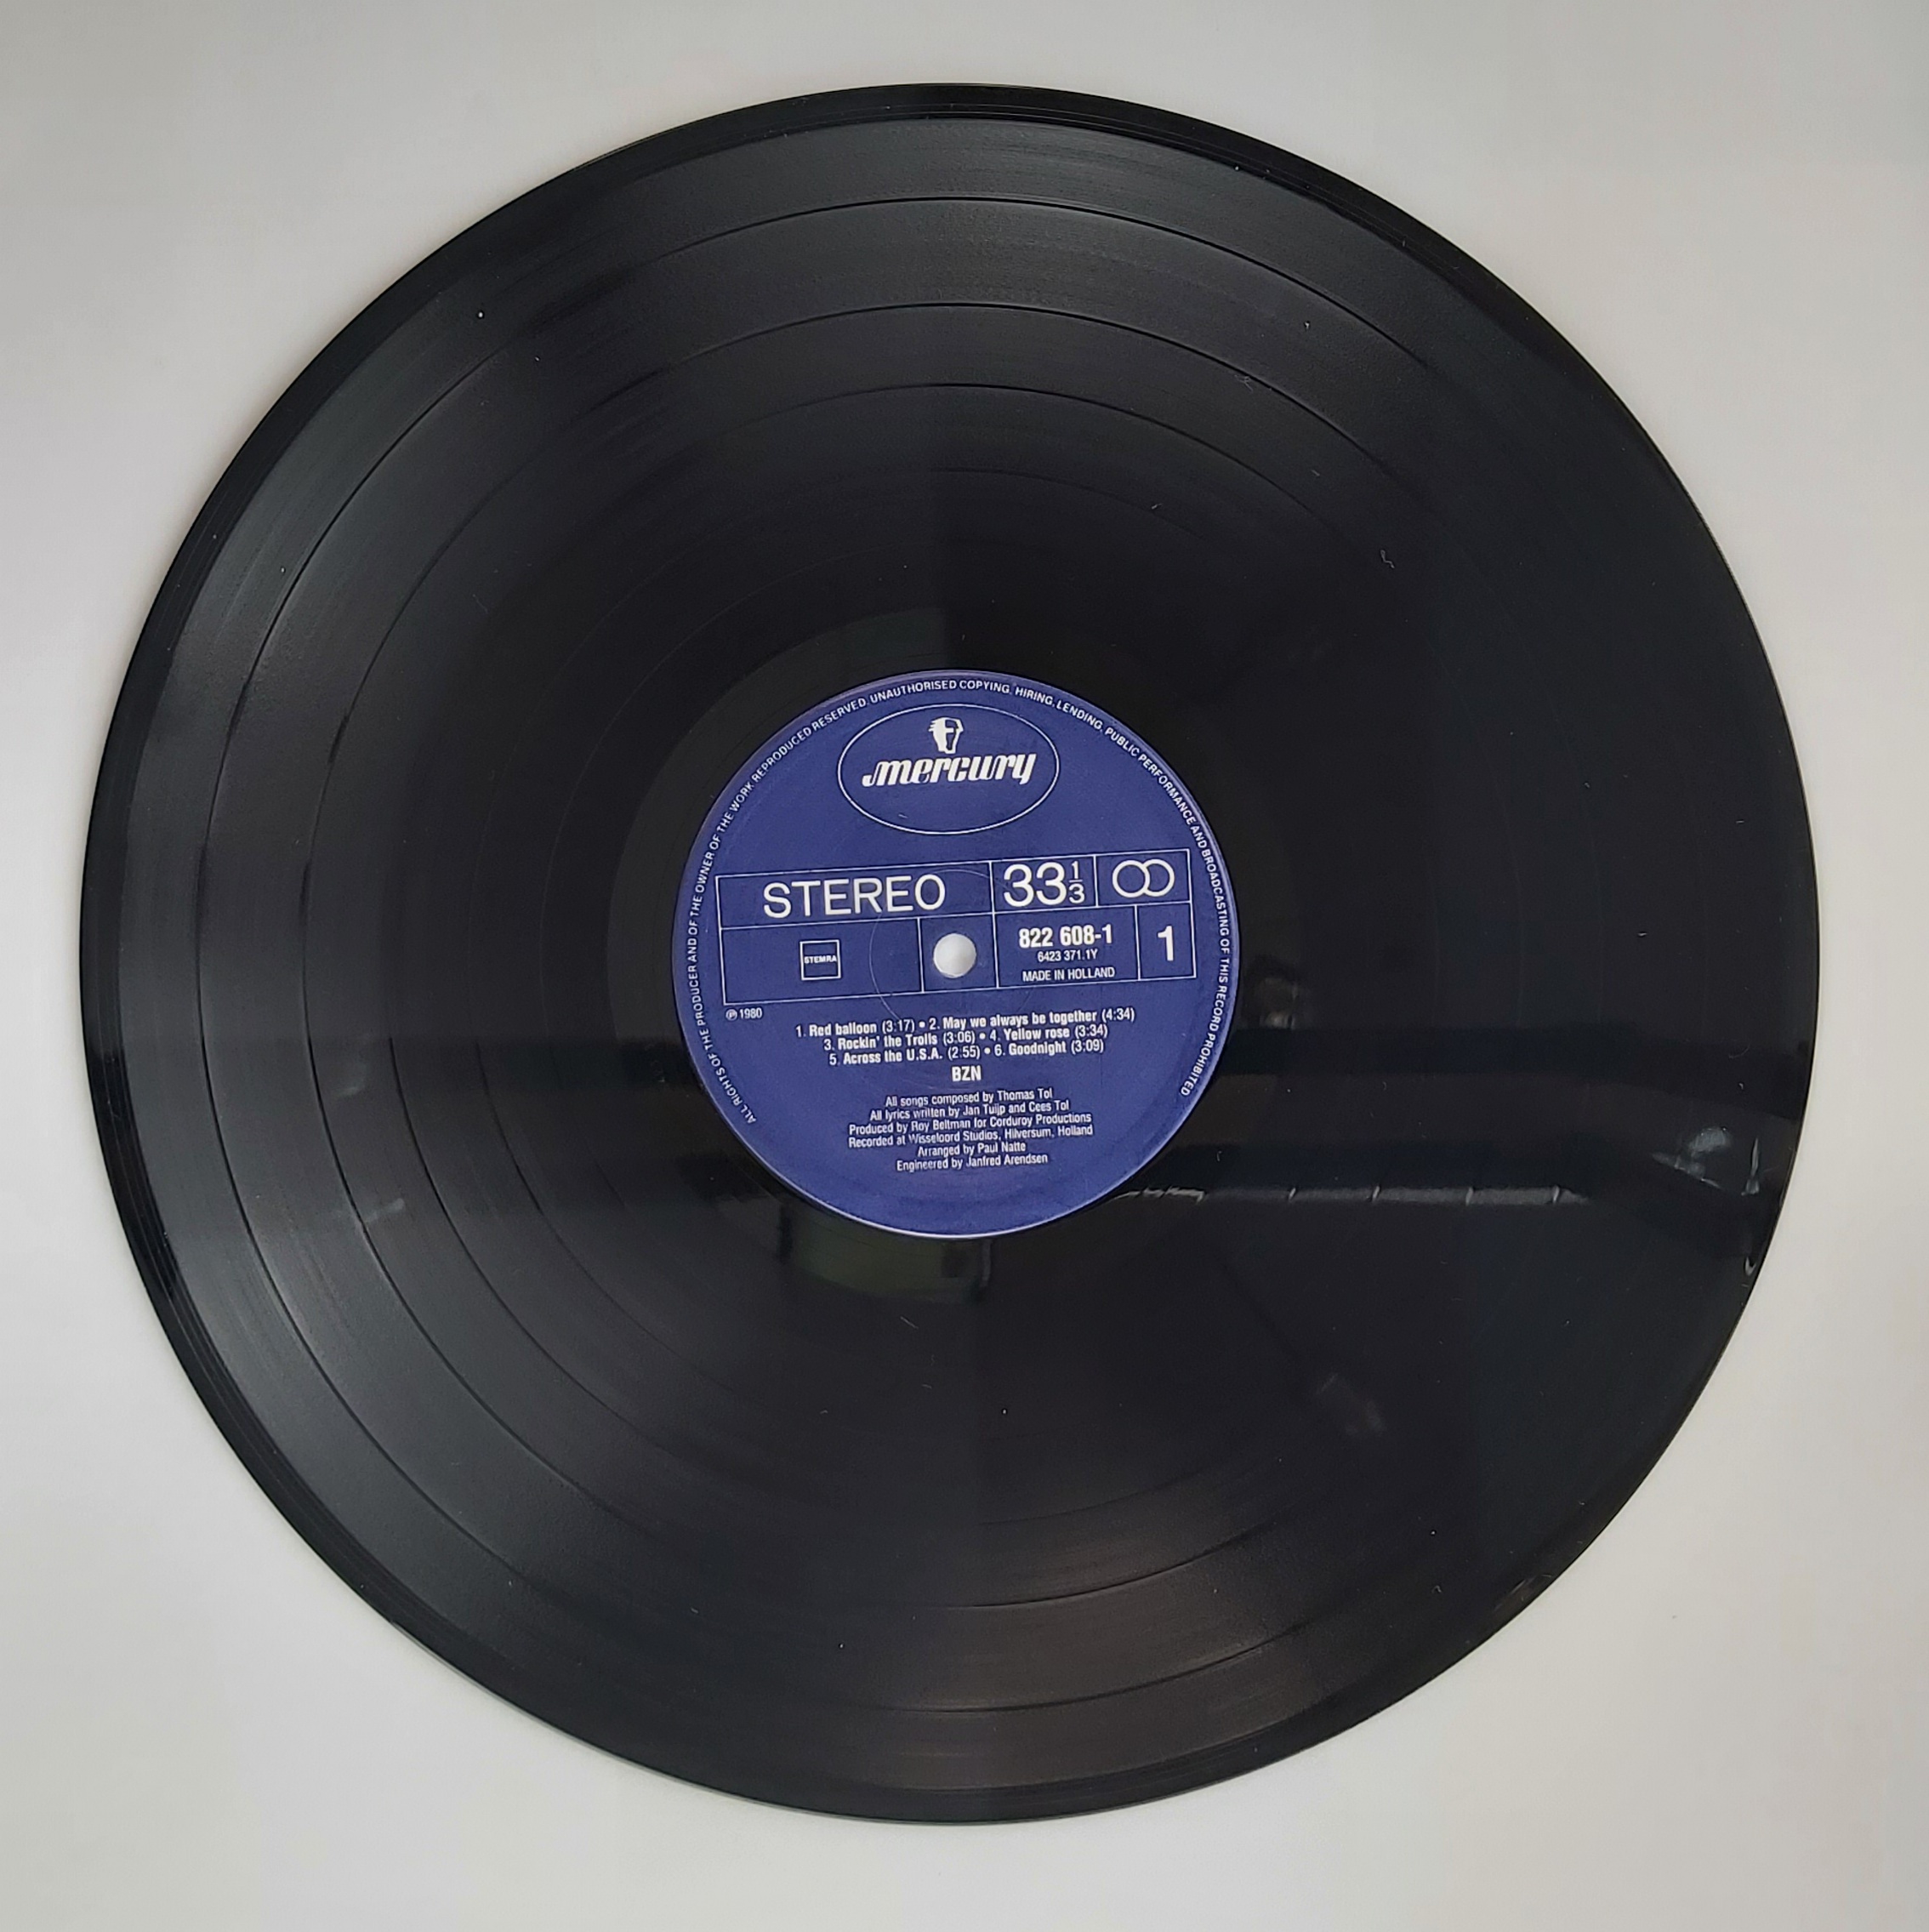 ALL RIGHTS OF THE PRODUCER AND OF THE OWNER OF THE WORK REPRODUCED RESERVED. UNAUTHORISED COPYING, HIRING, LENDING, PUBLIC PERFORMANCE AND BROADCASTING OF THIS RECORD PROHIBITED
mercury
STEREO 33 1/3
STEMRA
822 608-1
6423 371.1Y
MADE IN HOLLAND
1
℗ 1980
1. Red balloon (3:17) • 2. May we always be together (4:34)
3. Rockin' the Trolls (3:06) • 4. Yellow rose (3:34)
5. Across the U.S.A. (2:55) • 6. Goodnight (3:09)
BZN
All songs composed by Thomas Tol
All lyrics written by Jan Tuijp and Cees Tol
Produced by Roy Beltman for Corduroy Productions
Recorded at Wisseloord Studios, Hilversum, Holland
Arranged by Paul Natte
Engineered by Janfred Arendsen